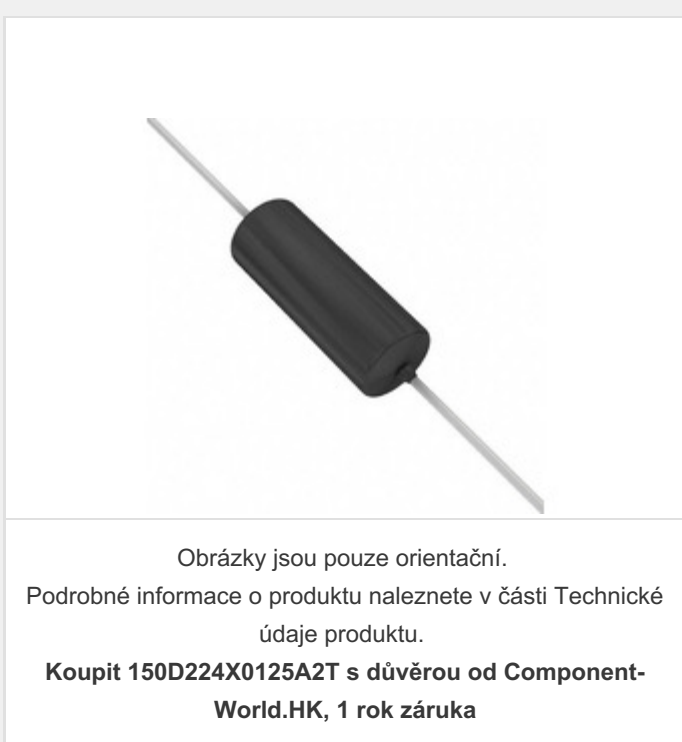 Obrázky jsou pouze orientační.
Podrobné informace o produktu naleznete v části Technické
údaje produktu.
Koupit 150D224X0125A2T s důvěrou od Component-
World.HK, 1 rok záruka